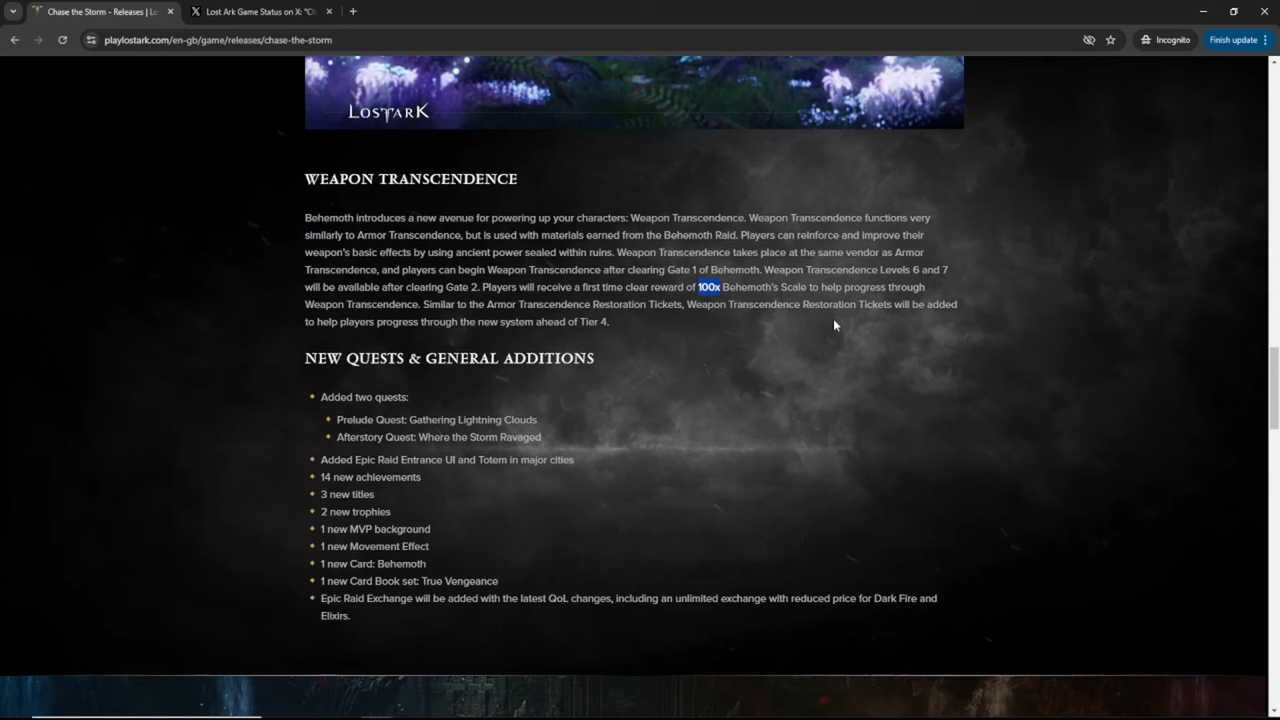 Chase the Storm - Releases | Lo
Lost Ark Game Status on X: "Ch
playlostark.com/en-gb/game/releases/chase-the-storm
Incognito
Finish update
LOSTARK
WEAPON TRANSCENDENCE
Behemoth introduces a new avenue for powering up your characters: Weapon Transcendence. Weapon Transcendence functions very
similarly to Armor Transcendence, but is used with materials earned from the Behemoth Raid. Players can reinforce and improve their
weapon's basic effects by using ancient power sealed within ruins. Weapon Transcendence takes place at the same vendor as Armor
Transcendence, and players can begin Weapon Transcendence after clearing Gate 1 of Behemoth. Weapon Transcendence Levels 6 and 7
will be available after clearing Gate 2. Players will receive a first time clear reward of 100x Behemoth's Scale to help progress through
Weapon Transcendence. Similar to the Armor Transcendence Restoration Tickets, Weapon Transcendence Restoration Tickets will be added
to help players progress through the new system ahead of Tier 4.
NEW QUESTS & GENERAL ADDITIONS
Added two quests:
Prelude Quest: Gathering Lightning Clouds
Afterstory Quest: Where the Storm Ravaged
Added Epic Raid Entrance UI and Totem in major cities
14 new achievements
3 new titles
2 new trophies
1 new MVP background
1 new Movement Effect
1 new Card: Behemoth
1 new Card Book set: True Vengeance
Epic Raid Exchange will be added with the latest QoL changes, including an unlimited exchange with reduced price for Dark Fire and
Elixirs.